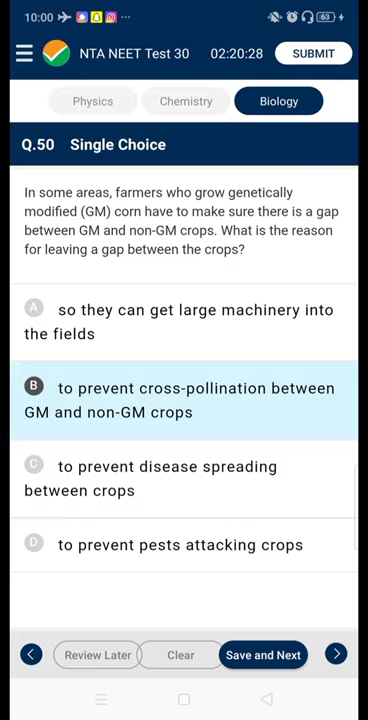 10:00 ... 63
NTA NEET Test 30 02:20:28 SUBMIT
Physics Chemistry Biology
Q.50 Single Choice
In some areas, farmers who grow genetically
modified (GM) corn have to make sure there is a gap
between GM and non-GM crops. What is the reason
for leaving a gap between the crops?
A so they can get large machinery into
the fields
B to prevent cross-pollination between
GM and non-GM crops
C to prevent disease spreading
between crops
D to prevent pests attacking crops
Review Later Clear Save and Next